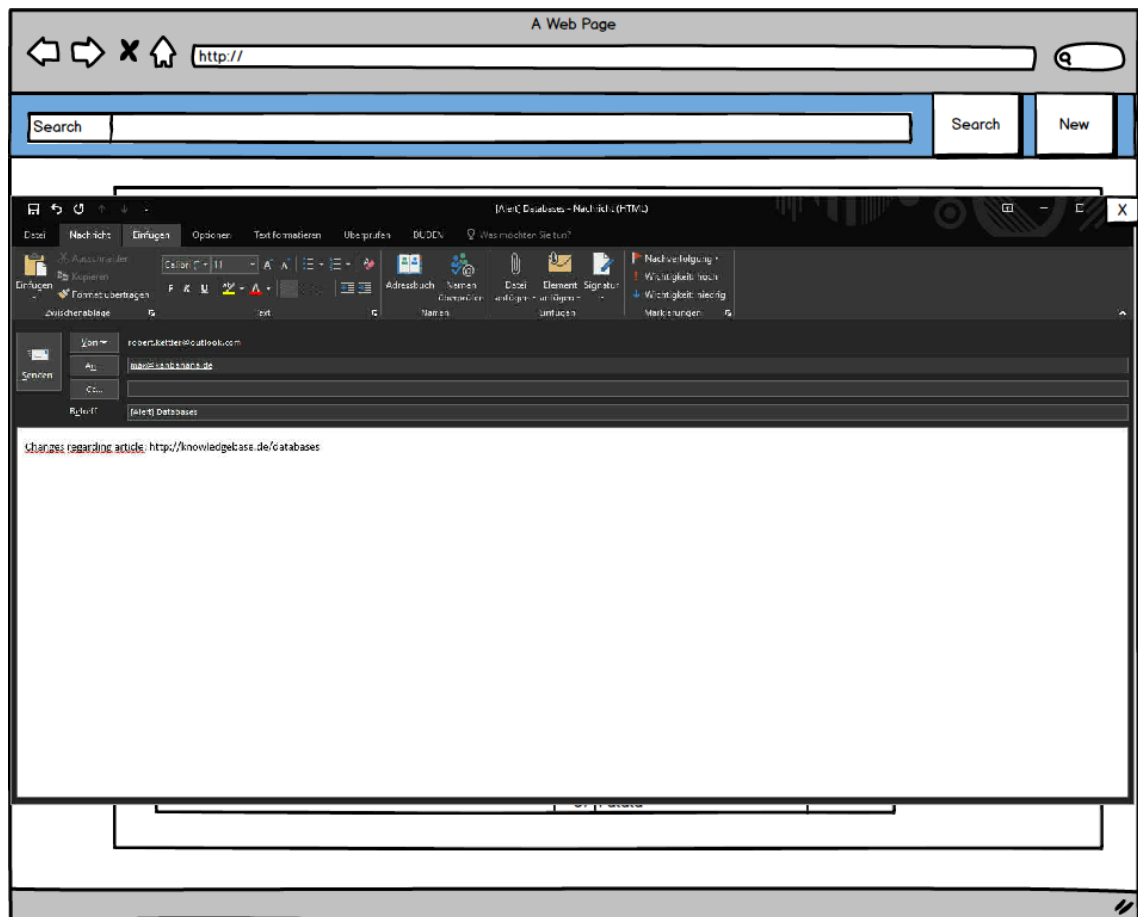 A Web Page
http://
Search
Search
New
[Alert] Databases - Nachricht (HTML)
X
Datei Nachricht Einfügen Optionen Text formatieren Überprüfen Was möchten Sie tun?
Ausschneiden
Kopieren
Format übertragen
Einfügen
Zwischenablage
11
F K U
Text
Adressbuch Namen überprüfen
Namen
Datei anfügen Element anfügen Signatur
Einfügen
Nachverfolgung
Wichtigkeit: hoch
Wichtigkeit: niedrig
Markierungen
Senden
Von
robert.kettler@outlook.com
An...
Cc...
Betreff
[Alert] Databases
Changes regarding article: http://knowledgebase.de/databases